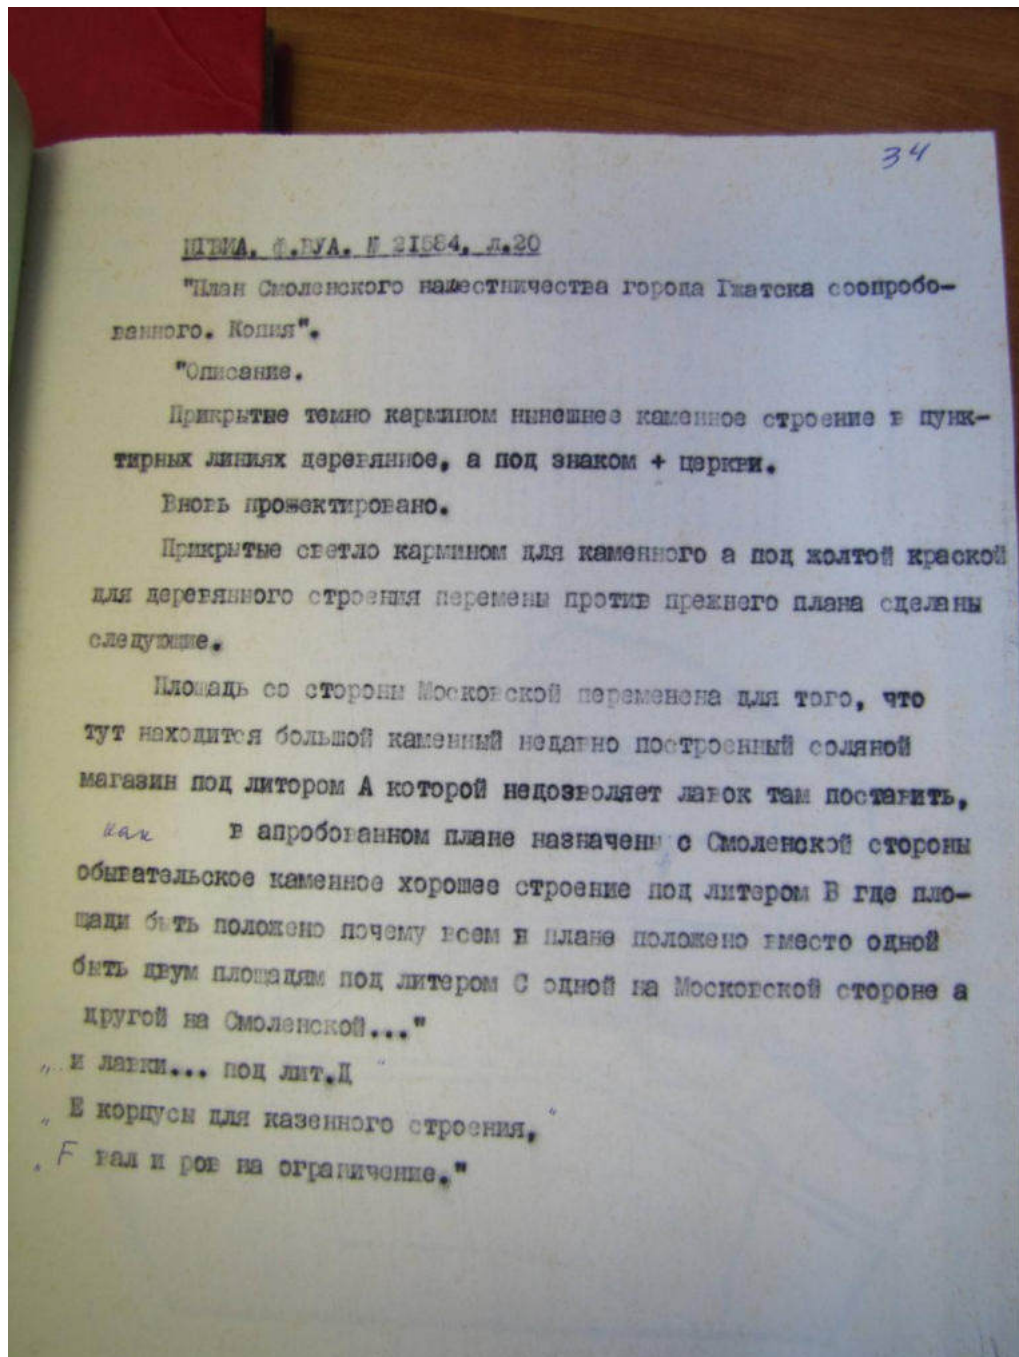 34
ЦГВИА. Ф.ВУА. № 21584, л.20
"План Смоленского наместничества города Гжатска соопробо-
ванного. Копия".
"Описание.
Прикрытые темно кармином нынешнее каменное строение в пунк-
тирных линиях деревянное, а под знаком + церкви.
Вновь прожектировано.
Прикрытые светло кармином для каменного а под жолтой краской
для деревянного строения перемены против прежнего плана сделаны
следующие.
Площадь со стороны Московской переменена для того, что
тут находится большой каменный недавно построенный соляной
магазин под литором А которой недозволяет лавок там поставить,
как в апробованном плане назначены с Смоленской стороны
обывательское каменное хорошее строение под литером В где пло-
щади быть положено почему всем н плане положено вместо одной
быть двум площадям под литером С одной на Московской стороне а
другой на Смоленской..."
"и лавки... под лит.Д"
"Е корпусы для казенного строения,"
"F вал и ров на ограничение."